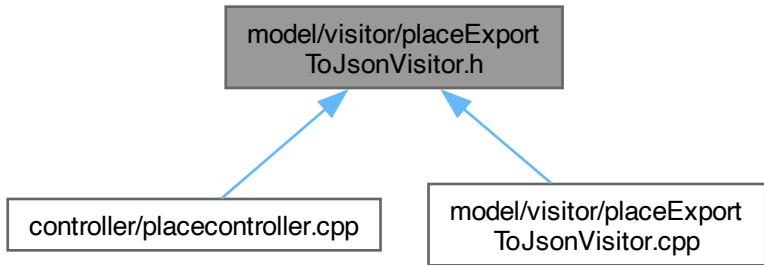 model/visitor/placeExport
ToJsonVisitor.h
controller/placecontroller.cpp
model/visitor/placeExport
ToJsonVisitor.cpp